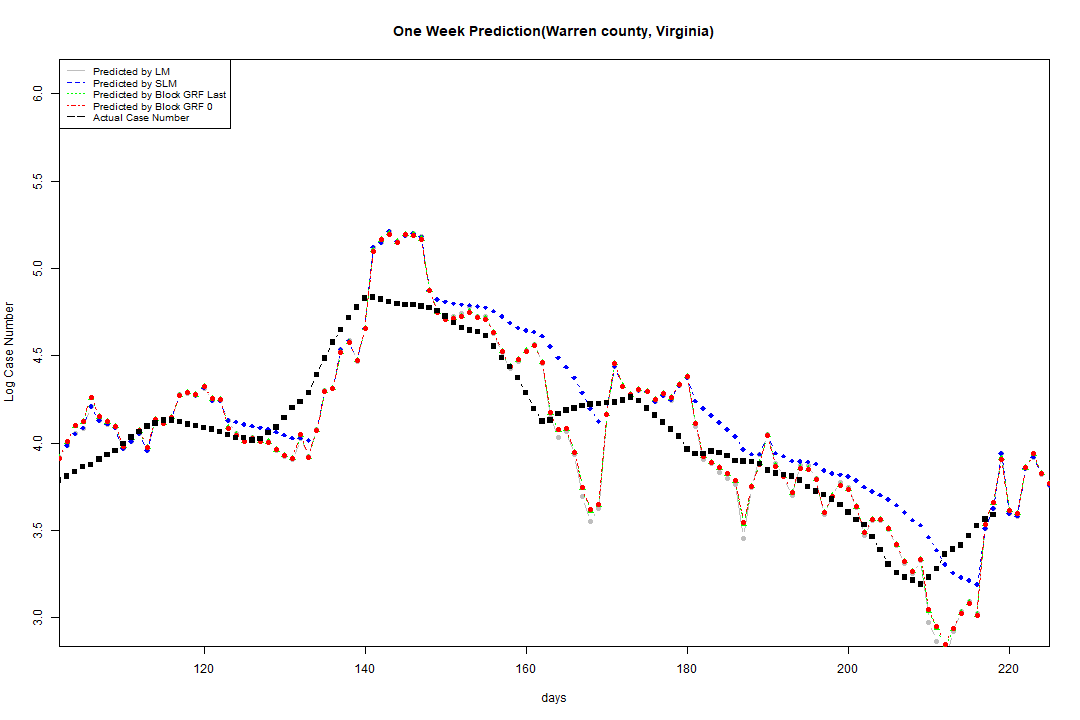 One Week Prediction(Warren county, Virginia)
Predicted by LM
Predicted by SLM
Predicted by Block GRF Last
Predicted by Block GRF 0
Actual Case Number
6.0
5.5
5.0
4.5
4.0
3.5
3.0
Log Case Number
120 140 160 180 200 220
days